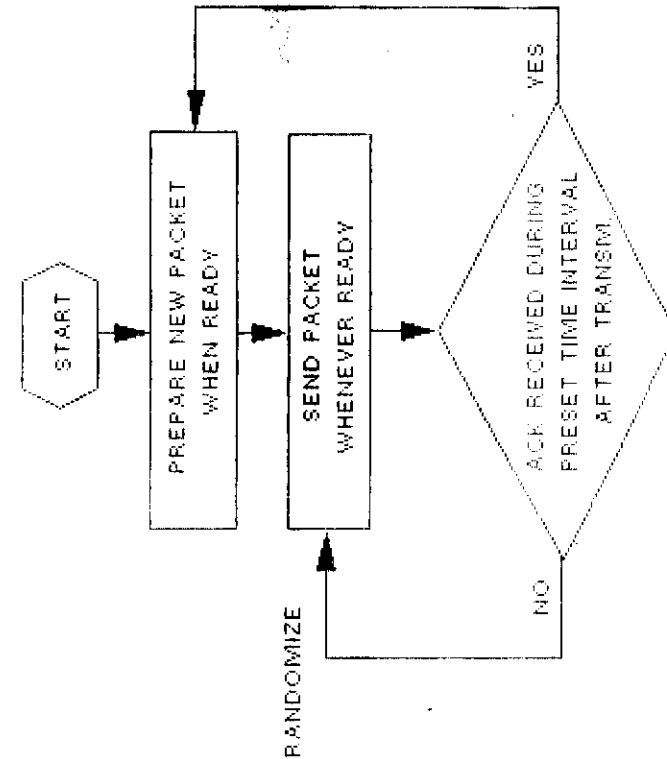 START
PREPARE NEW PACKET
WHEN READY
SEND PACKET
WHENEVER READY
RANDOMIZE
ACK RECEIVED DURING
PRESET TIME INTERVAL
AFTER TRANSM.
NO
YES